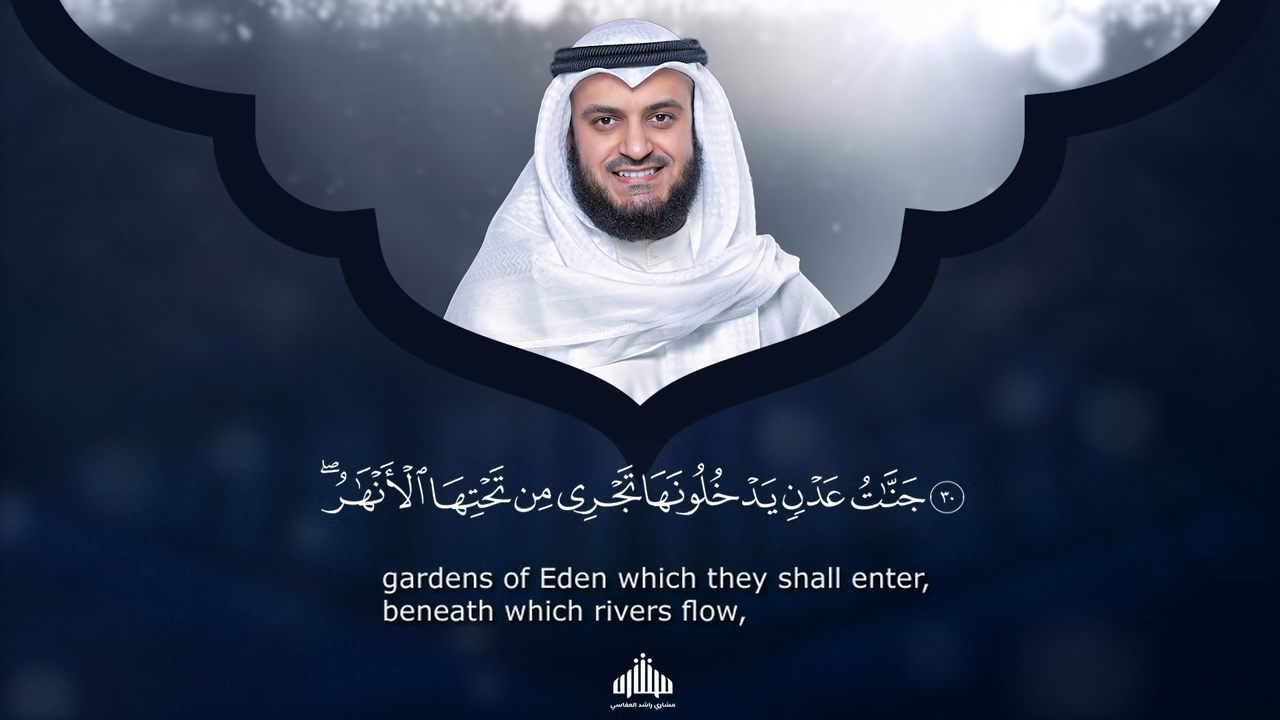 ٣٠ جَنَّـٰتُ عَدْنٍ يَدْخُلُونَهَا تَجْرِى مِن تَحْتِهَا ٱلْأَنْهَـٰرُ ۖ
gardens of Eden which they shall enter,
beneath which rivers flow,
مشاري راشد العفاسي